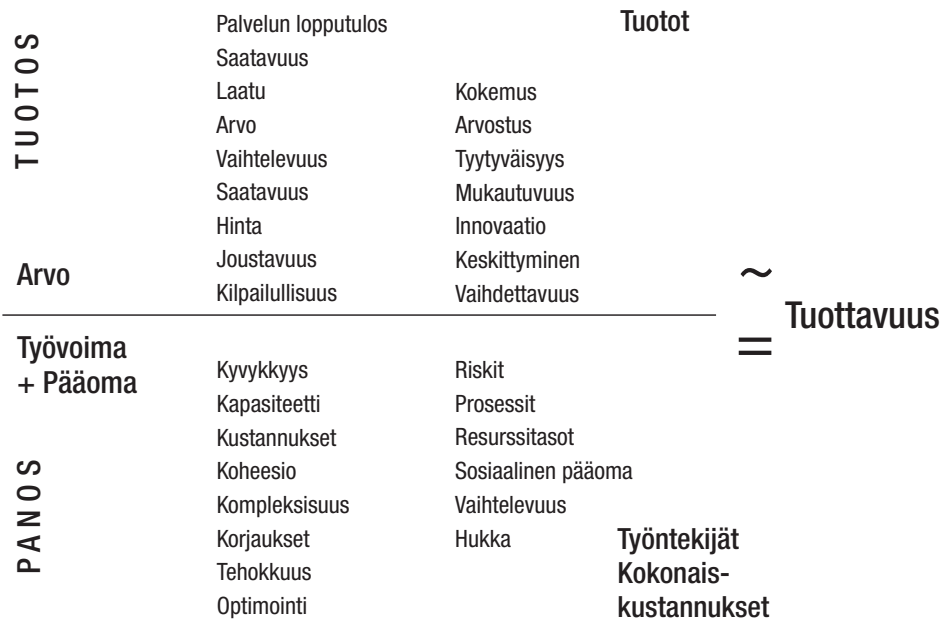 TUOTOS
Palvelun lopputulos
Saatavuus
Laatu
Arvo
Vaihtelevuus
Saatavuus
Hinta
Joustavuus
Kilpailullisuus
Kokemus
Arvostus
Tyytyväisyys
Mukautuvuus
Innovaatio
Keskittyminen
Vaihdettavuus
Tuotot
Arvo
~
=
Tuottavuus
Työvoima
+ Pääoma
PANOS
Kyvykkyys
Kapasiteetti
Kustannukset
Koheesio
Kompleksisuus
Korjaukset
Tehokkuus
Optimointi
Riskit
Prosessit
Resurssitasot
Sosiaalinen pääoma
Vaihtelevuus
Hukka
Työntekijät
Kokonais-
kustannukset